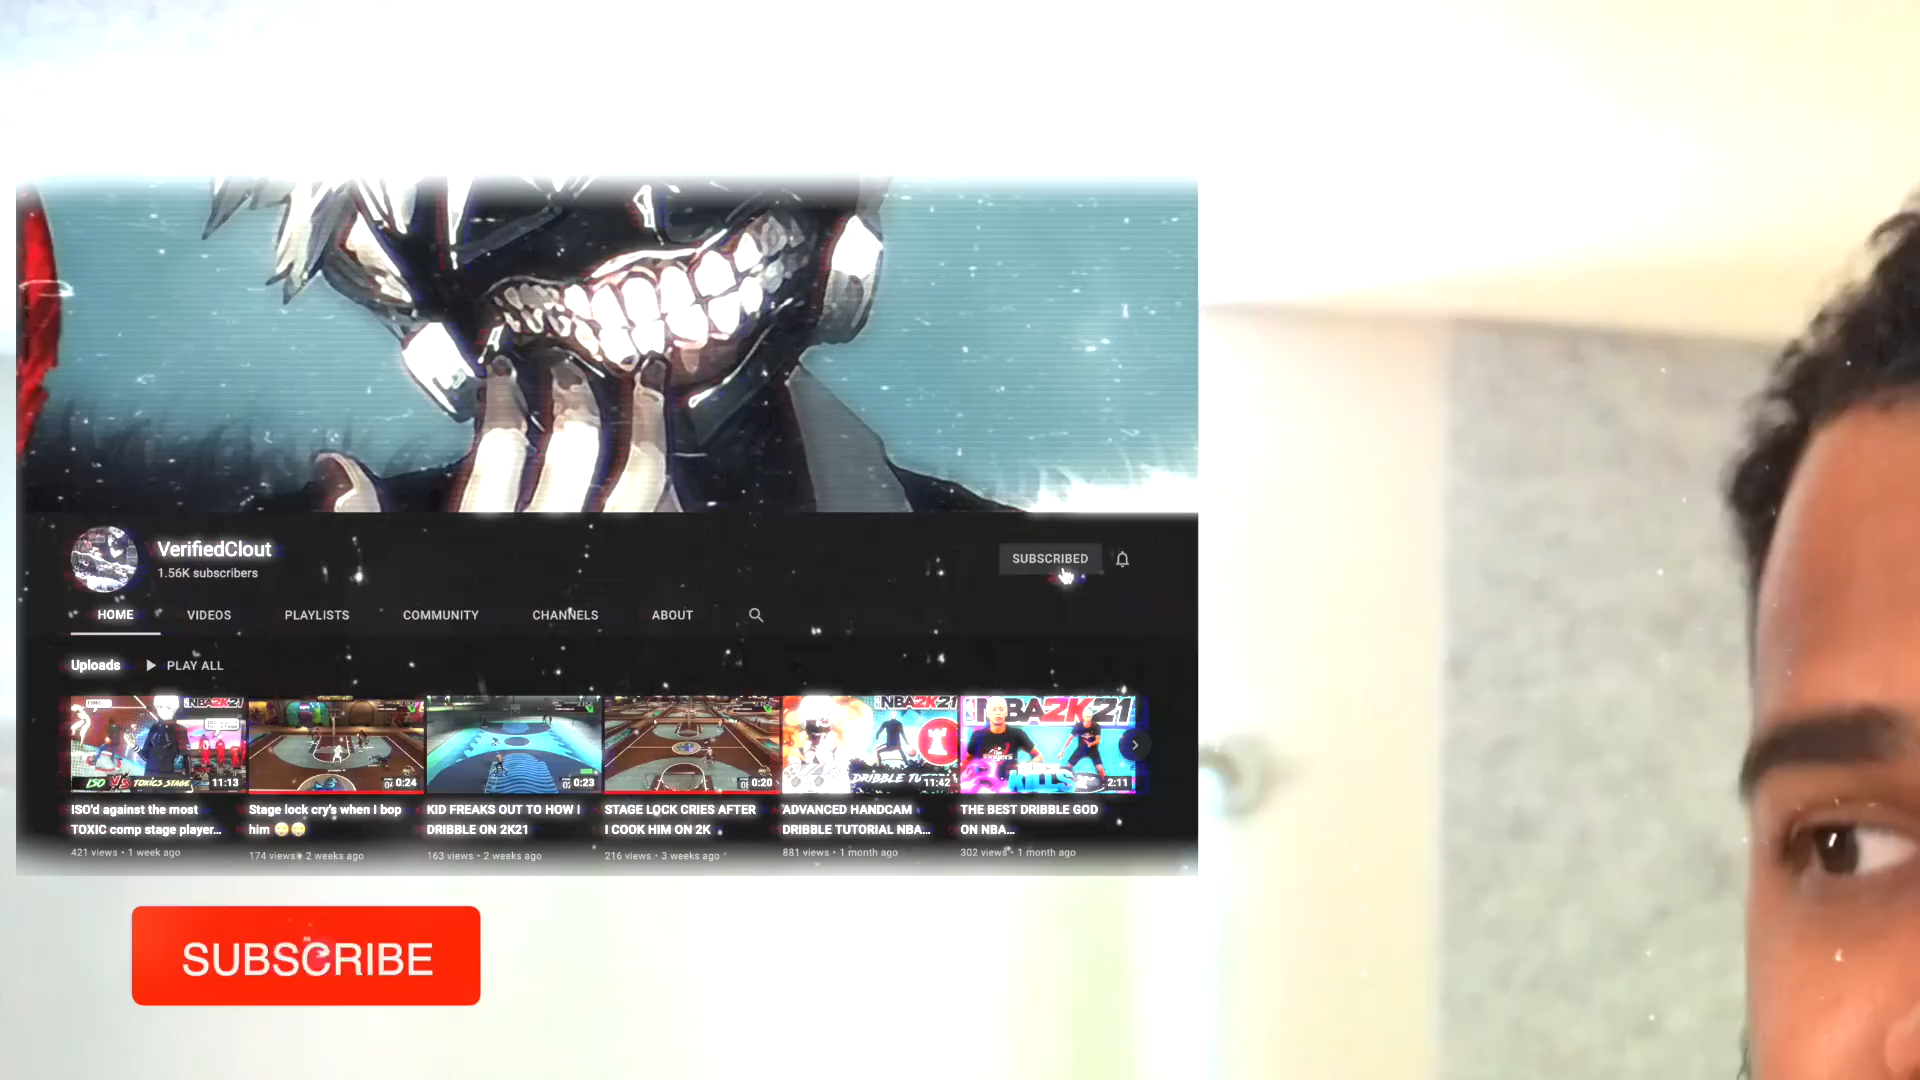 VerifiedClout
1.56K subscribers
SUBSCRIBED
HOME VIDEOS PLAYLISTS COMMUNITY CHANNELS ABOUT
Uploads PLAY ALL
NBA2K21
ISO VS TOXICS STAGE
11:13
0:24
0:23
0:20
NBA2K21
DRIBBLE
11:42
NBA2K21
2:11
ISO'd against the most
TOXIC comp stage player...
421 views • 1 week ago
Stage lock cry's when I bop
him 😴😴
174 views • 2 weeks ago
KID FREAKS OUT TO HOW I
DRIBBLE ON 2K21
163 views • 2 weeks ago
STAGE LOCK CRIES AFTER
I COOK HIM ON 2K
216 views • 3 weeks ago
ADVANCED HANDCAM
DRIBBLE TUTORIAL NBA...
881 views • 1 month ago
THE BEST DRIBBLE GOD
ON NBA...
302 views • 1 month ago
SUBSCRIBE